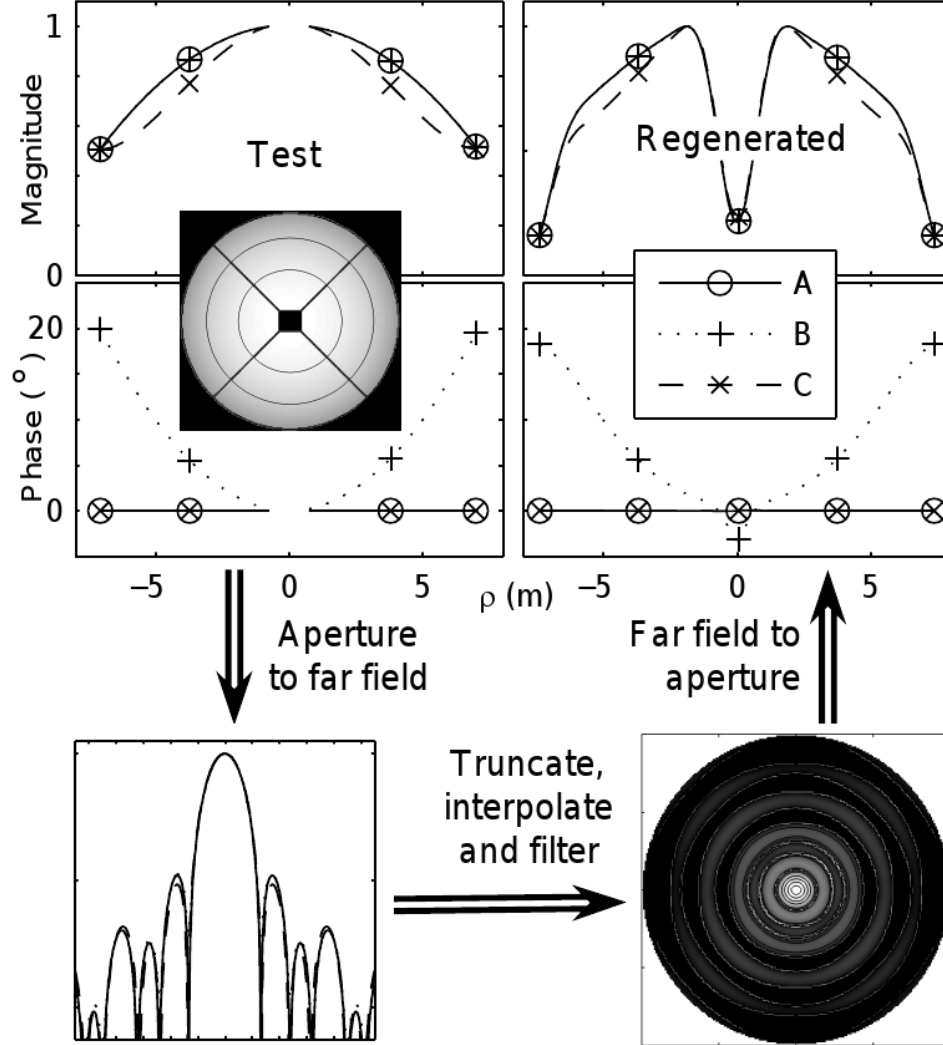 1
Magnitude
0
Test
Regenerated
A
B
C
20
0
Phase (°)
−5
0
5
ρ (m)
−5
0
5
Aperture
to far field
Far field to
aperture
Truncate,
interpolate
and filter